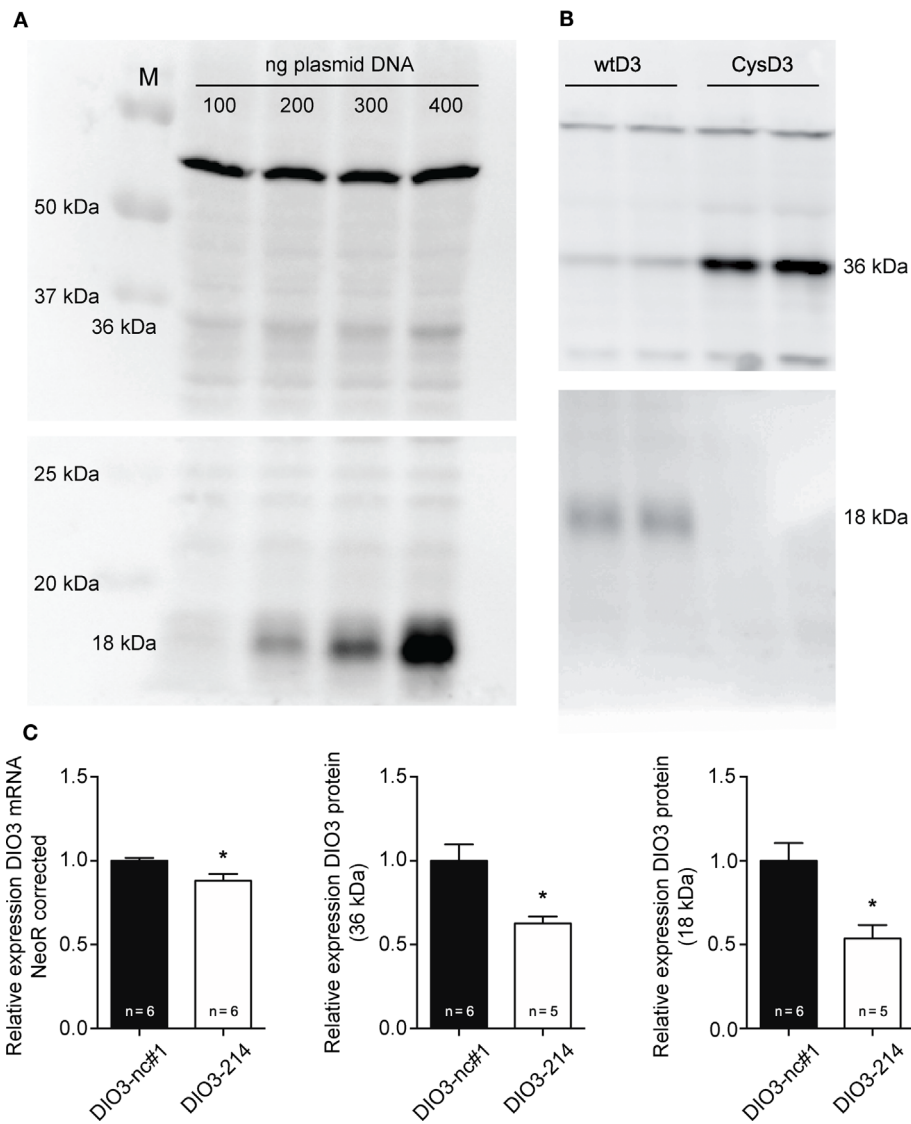 A
M
ng plasmid DNA
100 200 300 400
50 kDa
37 kDa
36 kDa
25 kDa
20 kDa
18 kDa
B
wtD3 CysD3
36 kDa
18 kDa
C
Relative expression DIO3 mRNA
NeoR corrected
1.5
1.0
0.5
0.0
*
n = 6
n = 6
DIO3-nc#1
DIO3-214
Relative expression DIO3 protein
(36 kDa)
1.5
1.0
0.5
0.0
*
n = 6
n = 5
DIO3-nc#1
DIO3-214
Relative expression DIO3 protein
(18 kDa)
1.5
1.0
0.5
0.0
*
n = 6
n = 5
DIO3-nc#1
DIO3-214